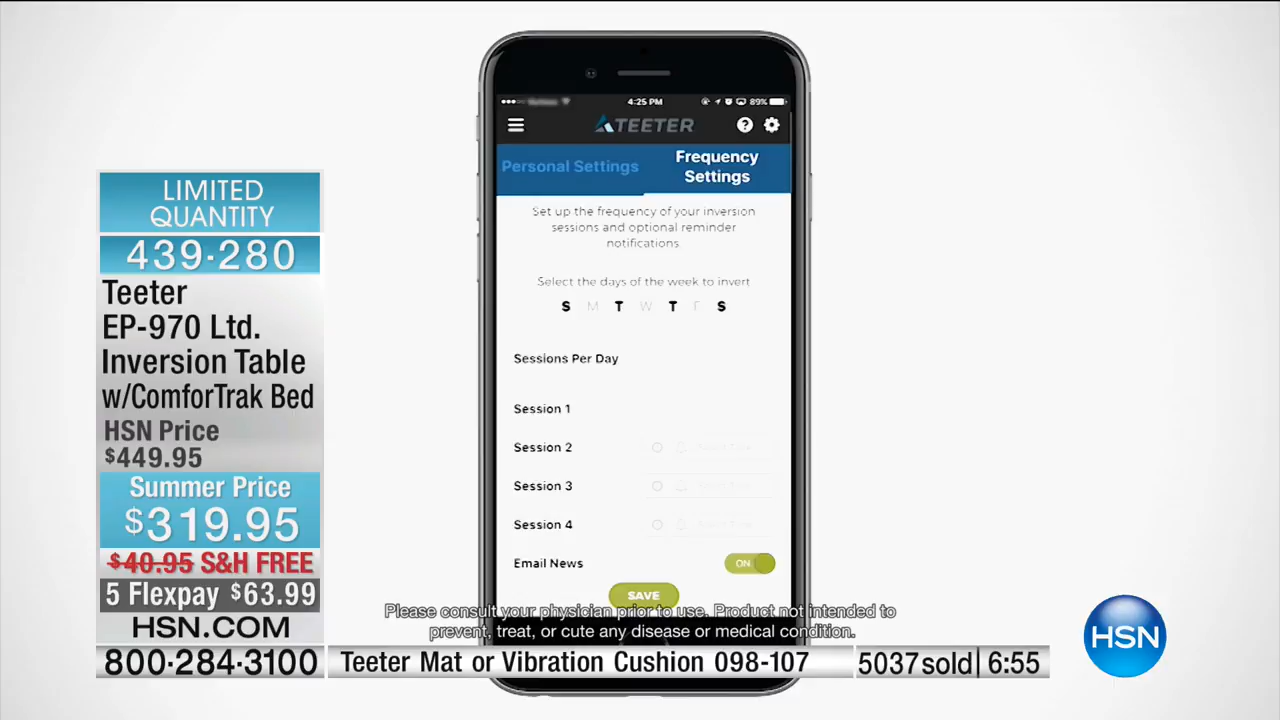 LIMITED
QUANTITY
439·280
Teeter
EP-970 Ltd.
Inversion Table
w/ComforTrak Bed
HSN Price
$449.95
Summer Price
$319.95
$40.95 S&H FREE
5 Flexpay $63.99
HSN.COM
800·284·3100
4:25 PM
89%
TEETER
Personal Settings
Frequency
Settings
Set up the frequency of your inversion
sessions and optional reminder
notifications.
Select the days of the week to invert
S M T W T F S
Sessions Per Day
Session 1
Session 2
Session 3
Session 4
Email News
ON
SAVE
Please consult your physician prior to use. Product not intended to
prevent, treat, or cute any disease or medical condition.
Teeter Mat or Vibration Cushion 098-107
5037 sold 6:55
HSN